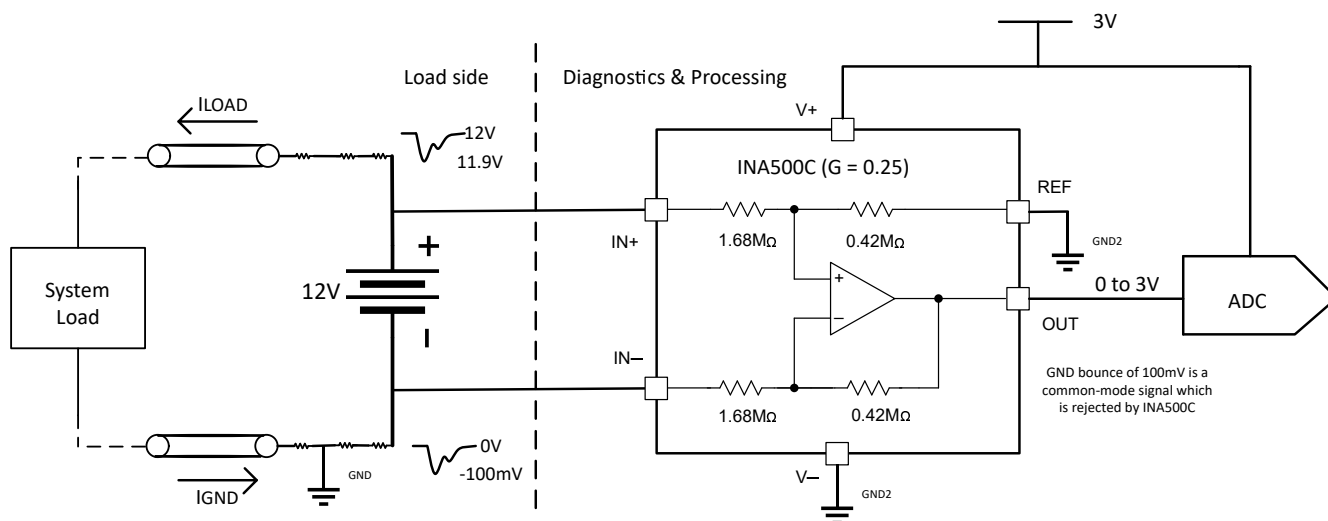 3V
Load side
Diagnostics & Processing
ILOAD
V+
12V
11.9V
INA500C (G = 0.25)
REF
IN+
1.68MΩ
0.42MΩ
GND2
+
System
Load
12V
+
−
0 to 3V
ADC
OUT
IN−
1.68MΩ
0.42MΩ
GND bounce of 100mV is a
common-mode signal which
is rejected by INA500C
0V
-100mV
GND
IGND
V−
GND2